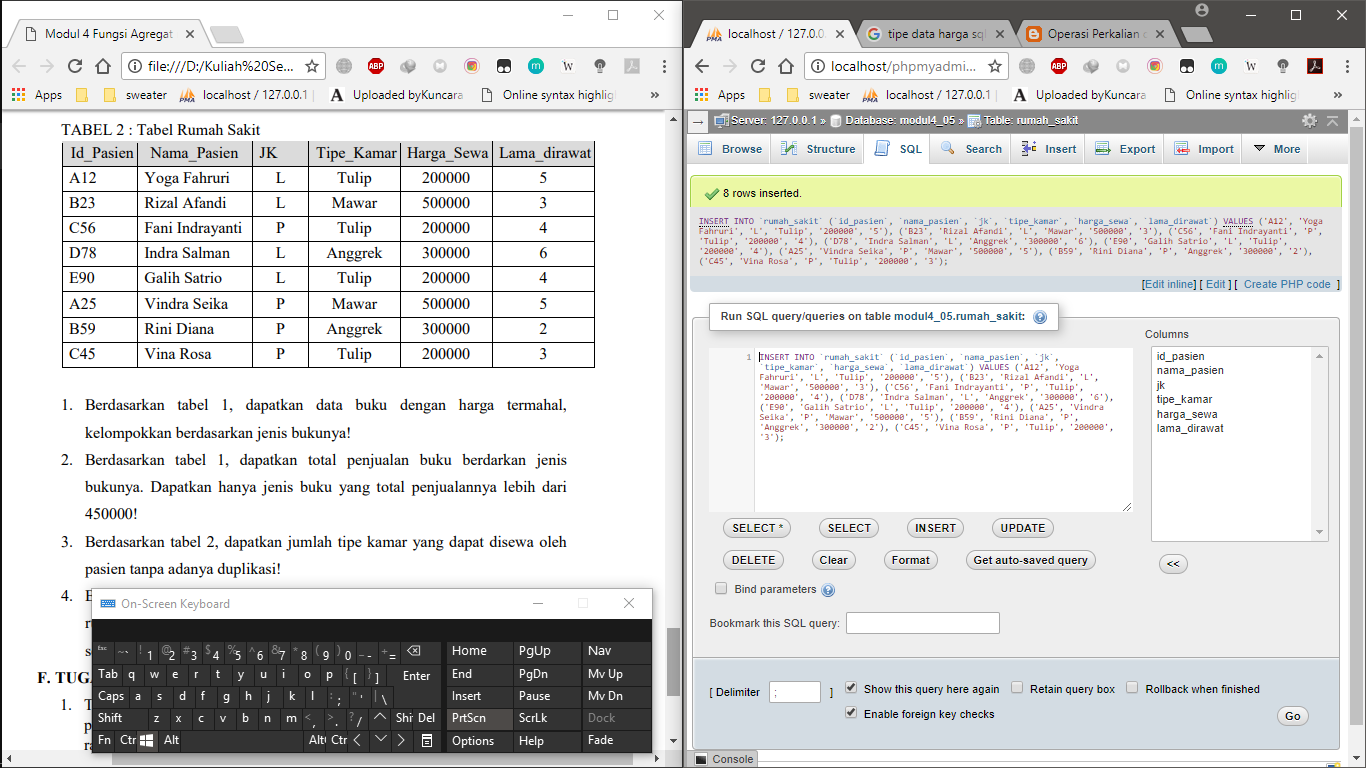 Modul 4 Fungsi Agregat
file:///D:/Kuliah%20Se...
Apps
sweater
localhost / 127.0.0.1
Uploaded byKuncara
Online syntax highlig
TABEL 2 : Tabel Rumah Sakit
Id_Pasien Nama_Pasien JK Tipe_Kamar Harga_Sewa Lama_dirawat
A12 Yoga Fahruri L Tulip 200000 5
B23 Rizal Afandi L Mawar 500000 3
C56 Fani Indrayanti P Tulip 200000 4
D78 Indra Salman L Anggrek 300000 6
E90 Galih Satrio L Tulip 200000 4
A25 Vindra Seika P Mawar 500000 5
B59 Rini Diana P Anggrek 300000 2
C45 Vina Rosa P Tulip 200000 3
1. Berdasarkan tabel 1, dapatkan data buku dengan harga termahal,
kelompokkan berdasarkan jenis bukunya!
2. Berdasarkan tabel 1, dapatkan total penjualan buku berdarkan jenis
bukunya. Dapatkan hanya jenis buku yang total penjualannya lebih dari
450000!
3. Berdasarkan tabel 2, dapatkan jumlah tipe kamar yang dapat disewa oleh
pasien tanpa adanya duplikasi!
4.
F. TUGA
1. T
On-Screen Keyboard
Esc ~ ` ! 1 @ 2 # 3 $ 4 % 5 ^ 6 & 7 * 8 ( 9 ) 0 _ - + = Home PgUp Nav
Tab q w e r t y u i o p { [ } ] Enter End PgDn Mv Up
Caps a s d f g h j k l : ; " ' | \ Insert Pause Mv Dn
Shift z x c v b n m < , > . ? / Shi Del PrtScn ScrLk Dock
Fn Ctr Alt Alt Ctr Options Help Fade
localhost / 127.0.0.
tipe data harga sq
Operasi Perkalian
localhost/phpmyadmi...
Apps
sweater
localhost / 127.0.0.1
Uploaded byKuncara
Online syntax highlig
Server: 127.0.0.1 » Database: modul4_05 » Table: rumah_sakit
Browse Structure SQL Search Insert Export Import More
8 rows inserted.
INSERT INTO `rumah_sakit` (`id_pasien`, `nama_pasien`, `jk`, `tipe_kamar`, `harga_sewa`, `lama_dirawat`) VALUES ('A12', 'Yoga
Fahruri', 'L', 'Tulip', '200000', '5'), ('B23', 'Rizal Afandi', 'L', 'Mawar', '500000', '3'), ('C56', 'Fani Indrayanti', 'P',
'Tulip', '200000', '4'), ('D78', 'Indra Salman', 'L', 'Anggrek', '300000', '6'), ('E90', 'Galih Satrio', 'L', 'Tulip',
'200000', '4'), ('A25', 'Vindra Seika', 'P', 'Mawar', '500000', '5'), ('B59', 'Rini Diana', 'P', 'Anggrek', '300000', '2'),
('C45', 'Vina Rosa', 'P', 'Tulip', '200000', '3');
[Edit inline] [ Edit ] [ Create PHP code ]
Run SQL query/queries on table modul4_05.rumah_sakit:
1 INSERT INTO `rumah_sakit` (`id_pasien`, `nama_pasien`, `jk`,
`tipe_kamar`, `harga_sewa`, `lama_dirawat`) VALUES ('A12', 'Yoga
Fahruri', 'L', 'Tulip', '200000', '5'), ('B23', 'Rizal Afandi', 'L',
'Mawar', '500000', '3'), ('C56', 'Fani Indrayanti', 'P', 'Tulip',
'200000', '4'), ('D78', 'Indra Salman', 'L', 'Anggrek', '300000', '6'),
('E90', 'Galih Satrio', 'L', 'Tulip', '200000', '4'), ('A25', 'Vindra
Seika', 'P', 'Mawar', '500000', '5'), ('B59', 'Rini Diana', 'P',
'Anggrek', '300000', '2'), ('C45', 'Vina Rosa', 'P', 'Tulip', '200000',
'3');
Columns
id_pasien
nama_pasien
jk
tipe_kamar
harga_sewa
lama_dirawat
SELECT * SELECT INSERT UPDATE
DELETE Clear Format Get auto-saved query
<<
Bind parameters
Bookmark this SQL query:
[ Delimiter ; ] Show this query here again Retain query box Rollback when finished
Enable foreign key checks
Go
Console